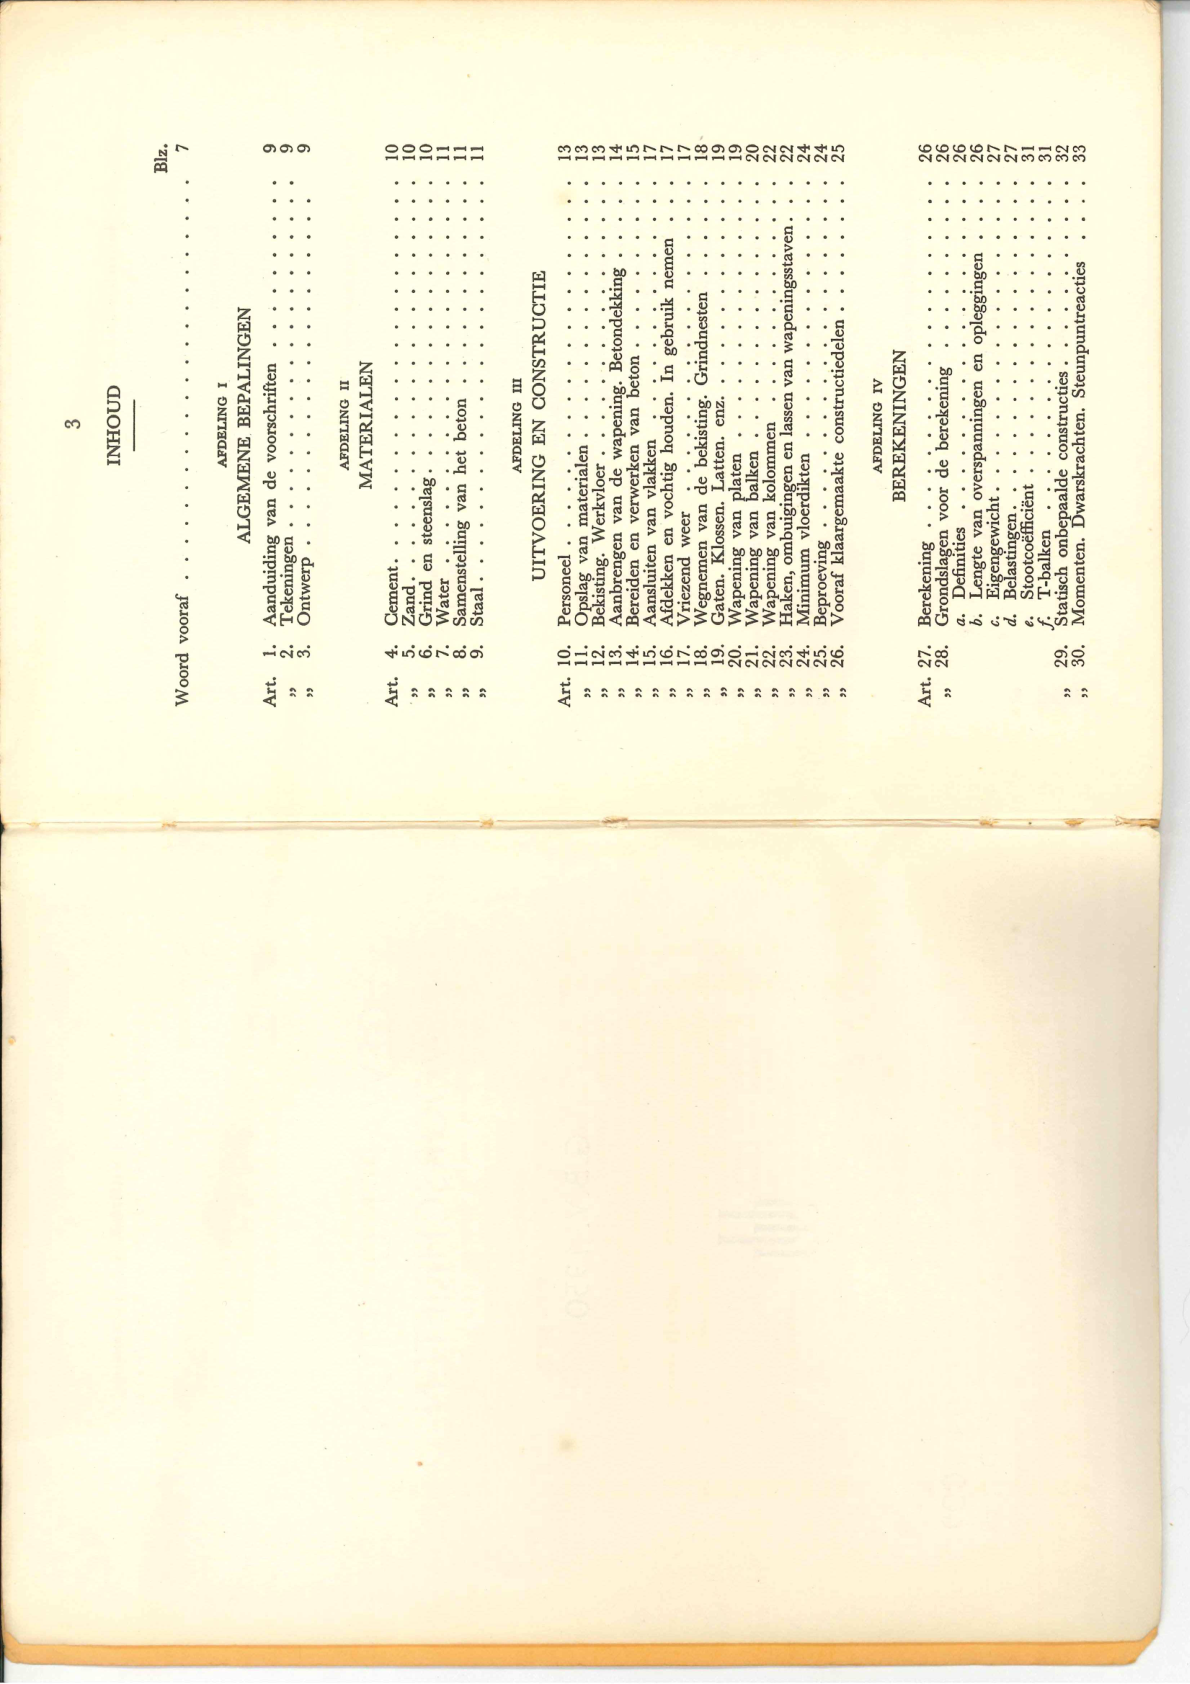 3
INHOUD
Blz.
Woord vooraf . . . . . . . . . . . . . . . . . . . . . 7
AFDELING I
ALGEMENE BEPALINGEN
Art. 1. Aanduiding van de voorschriften . . . . . . . . 9
„ 2. Tekeningen . . . . . . . . . . . . . . . . . 9
„ 3. Ontwerp . . . . . . . . . . . . . . . . . 9
AFDELING II
MATERIALEN
Art. 4. Cement . . . . . . . . . . . . . . . . . . 10
„ 5. Zand . . . . . . . . . . . . . . . . . . 10
„ 6. Grind en steenslag . . . . . . . . . . . . . . 10
„ 7. Water . . . . . . . . . . . . . . . . . . 11
„ 8. Samenstelling van het beton . . . . . . . . . . 11
„ 9. Staal . . . . . . . . . . . . . . . . . . 11
AFDELING III
UITVOERING EN CONSTRUCTIE
Art. 10. Personeel . . . . . . . . . . . . . . . . . 13
„ 11. Opslag van materialen . . . . . . . . . . . . 13
„ 12. Bekisting. Werkvloer . . . . . . . . . . . . . 13
„ 13. Aanbrengen van de wapening. Betondekking . . . . 14
„ 14. Bereiden en verwerken van beton . . . . . . . . 15
„ 15. Aansluiten van vlakken . . . . . . . . . . . . 17
„ 16. Afdekken en vochtig houden. In gebruik nemen . . 17
„ 17. Vriezend weer . . . . . . . . . . . . . . . 17
„ 18. Wegnemen van de bekisting. Grindnesten . . . . . 18
„ 19. Gaten. Klossen. Latten. enz. . . . . . . . . . . 19
„ 20. Wapening van platen . . . . . . . . . . . . . 19
„ 21. Wapening van balken . . . . . . . . . . . . . 20
„ 22. Wapening van kolommen . . . . . . . . . . . 22
„ 23. Haken, ombuigingen en lassen van wapeningsstaven . . 22
„ 24. Minimum vloerdikten . . . . . . . . . . . . . 24
„ 25. Beproeving . . . . . . . . . . . . . . . . 24
„ 26. Vooraf klaargemaakte constructiedelen . . . . . . 25
AFDELING IV
BEREKENINGEN
Art. 27. Berekening . . . . . . . . . . . . . . . . 26
„ 28. Grondslagen voor de berekening . . . . . . . . 26
a. Definities . . . . . . . . . . . . . . . . 26
b. Lengte van overspanningen en opleggingen . . . . 26
c. Eigengewicht . . . . . . . . . . . . . . 27
d. Belastingen . . . . . . . . . . . . . . . 27
e. Stootcoëfficiënt . . . . . . . . . . . . . 31
f. T-balken . . . . . . . . . . . . . . . . 31
„ 29. Statisch onbepaalde constructies . . . . . . . . 32
„ 30. Momenten. Dwarskrachten. Steunpuntreacties . . . 33